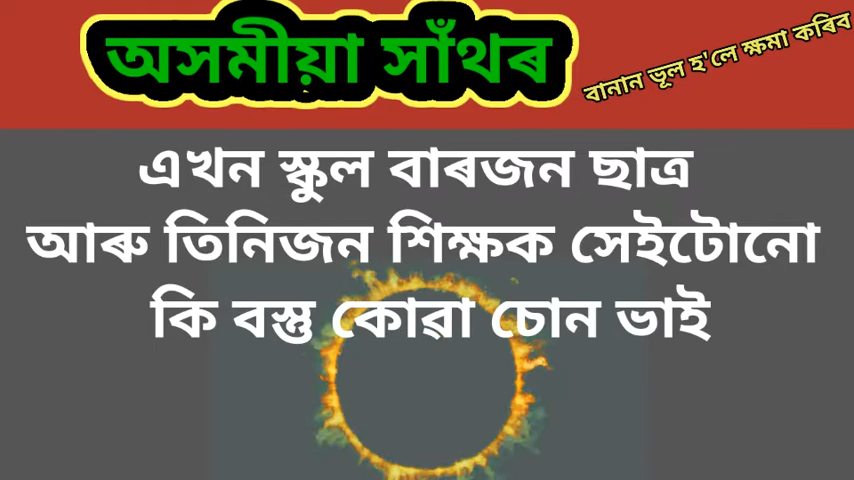 অসমীয়া সাঁথৰ
বানান ভূল হ'লে ক্ষমা কৰিব
এখন স্কুল বাৰজন ছাত্ৰ
আৰু তিনিজন শিক্ষক সেইটোনো
কি বস্তু কোৱা চোন ভাই